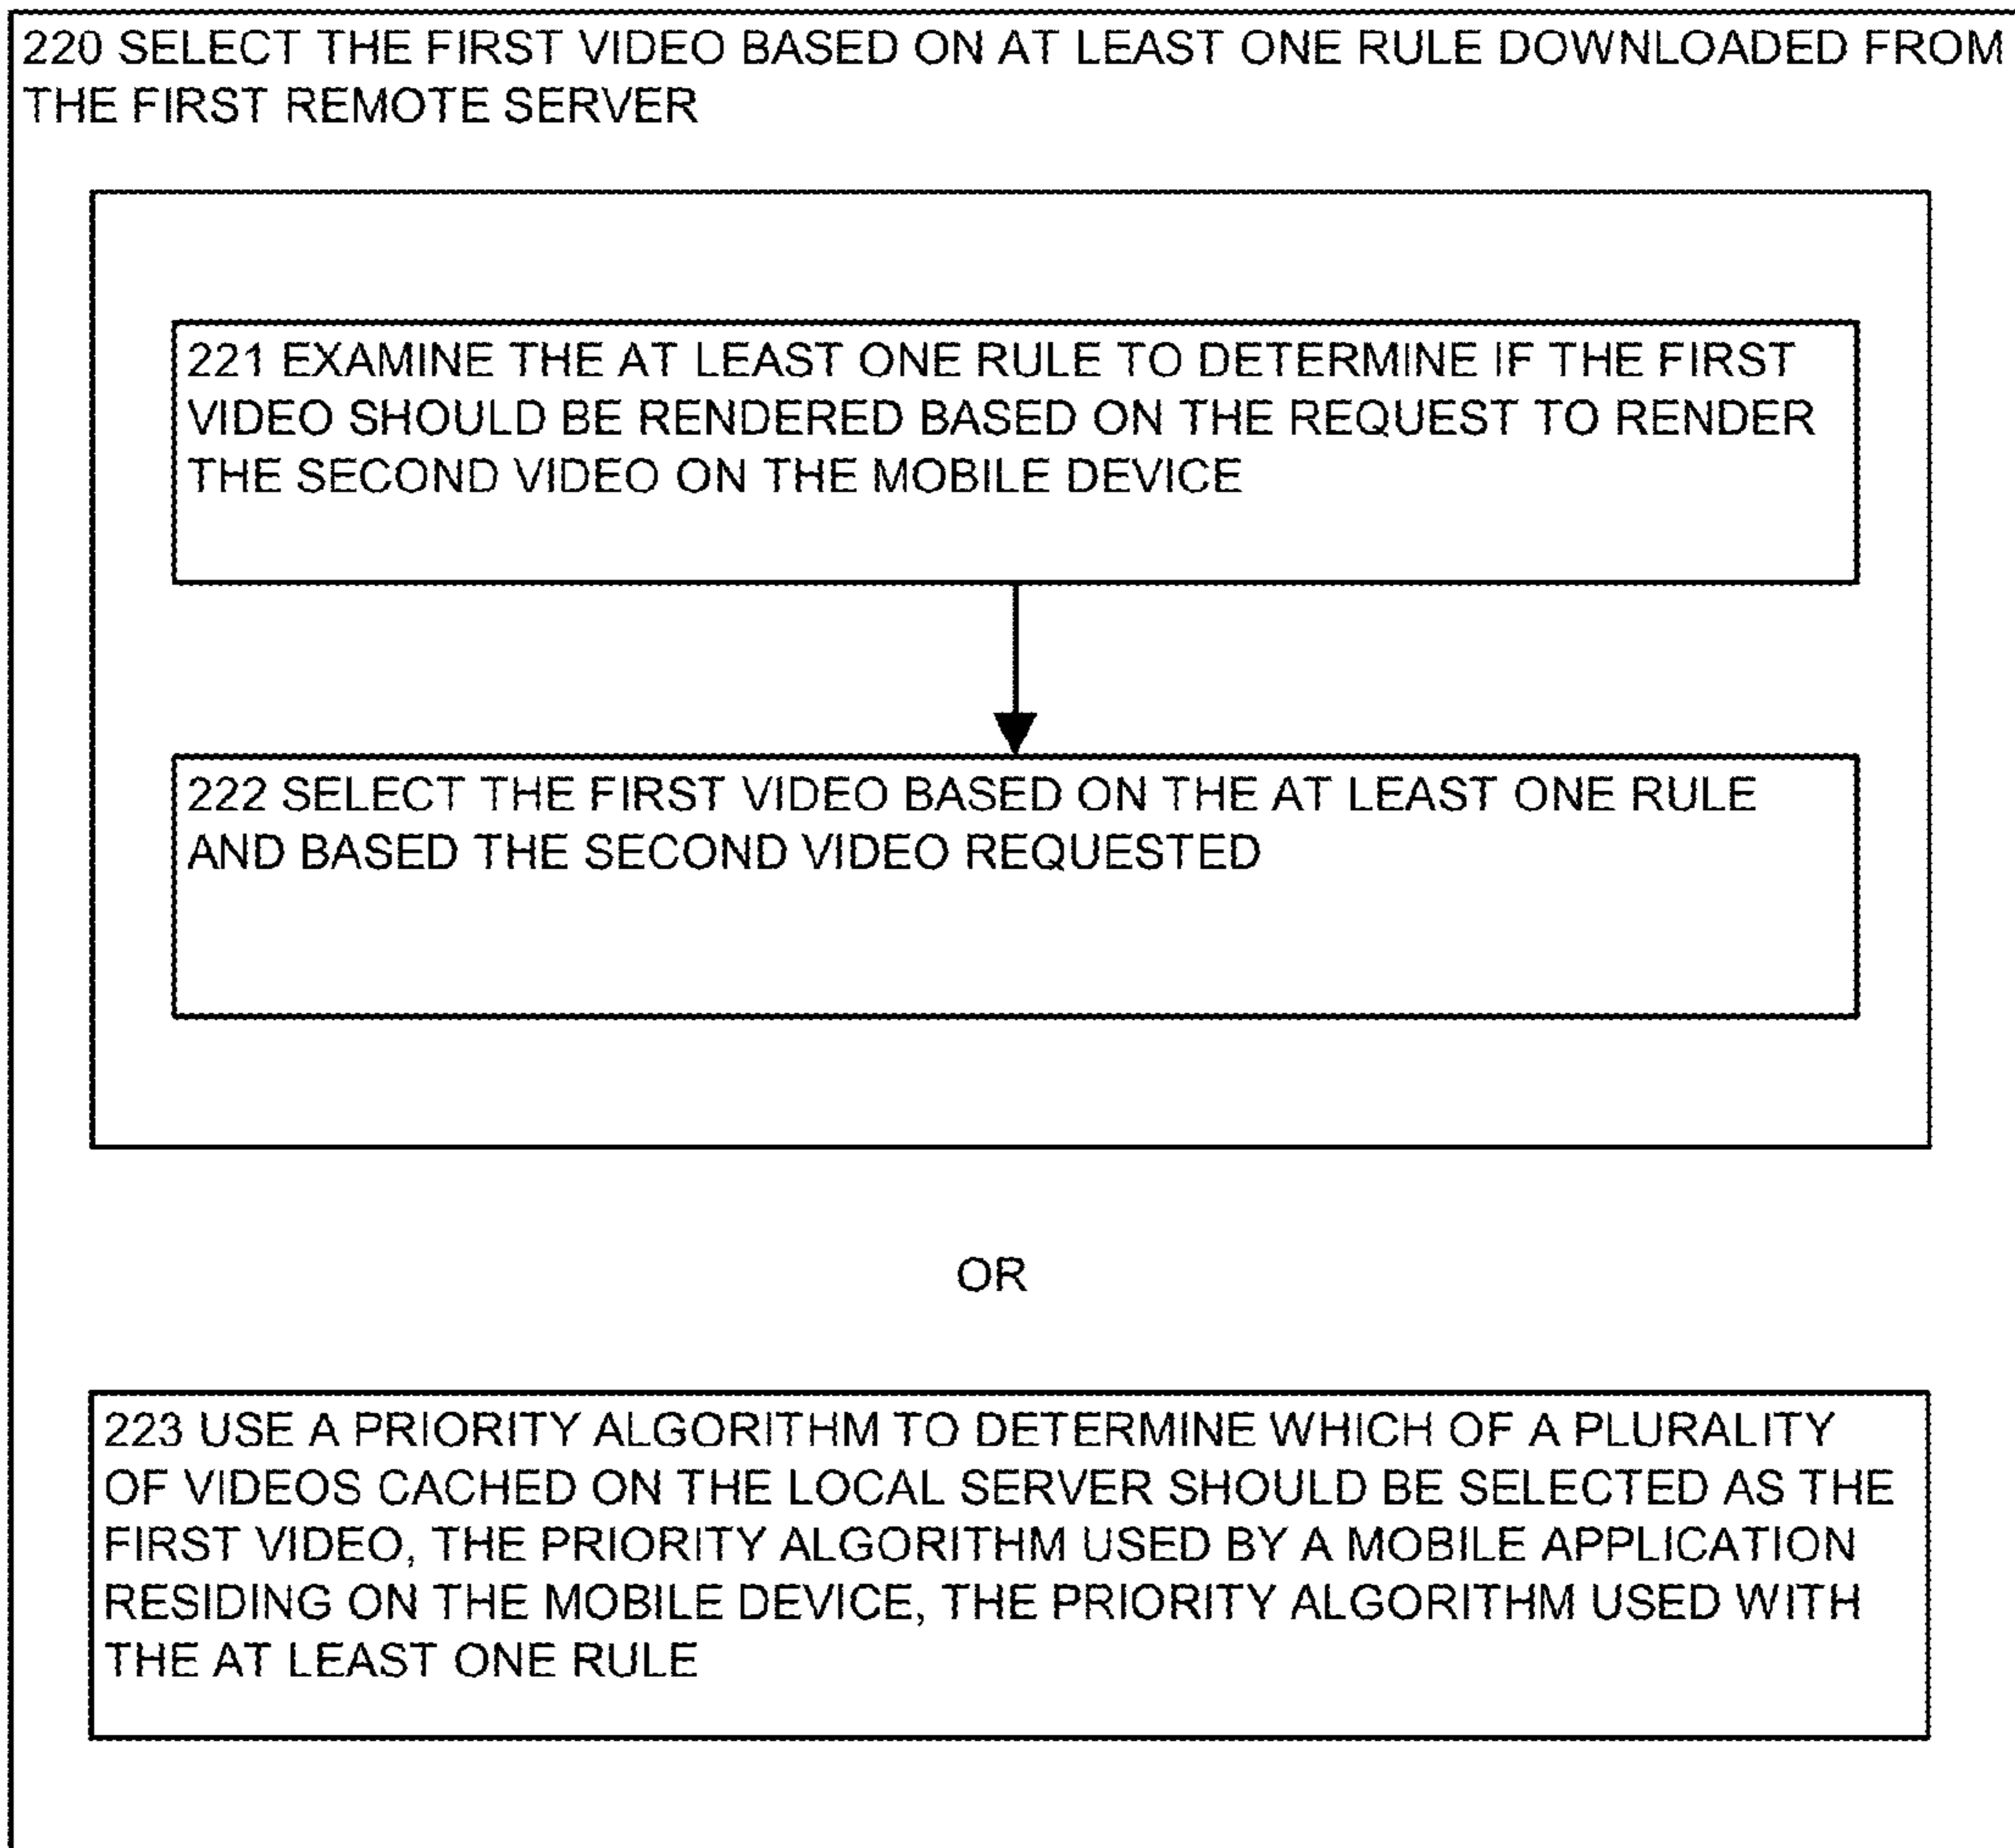 220 SELECT THE FIRST VIDEO BASED ON AT LEAST ONE RULE DOWNLOADED FROM
THE FIRST REMOTE SERVER
221 EXAMINE THE AT LEAST ONE RULE TO DETERMINE IF THE FIRST
VIDEO SHOULD BE RENDERED BASED ON THE REQUEST TO RENDER
THE SECOND VIDEO ON THE MOBILE DEVICE
222 SELECT THE FIRST VIDEO BASED ON THE AT LEAST ONE RULE
AND BASED THE SECOND VIDEO REQUESTED
OR
223 USE A PRIORITY ALGORITHM TO DETERMINE WHICH OF A PLURALITY
OF VIDEOS CACHED ON THE LOCAL SERVER SHOULD BE SELECTED AS THE
FIRST VIDEO, THE PRIORITY ALGORITHM USED BY A MOBILE APPLICATION
RESIDING ON THE MOBILE DEVICE, THE PRIORITY ALGORITHM USED WITH
THE AT LEAST ONE RULE